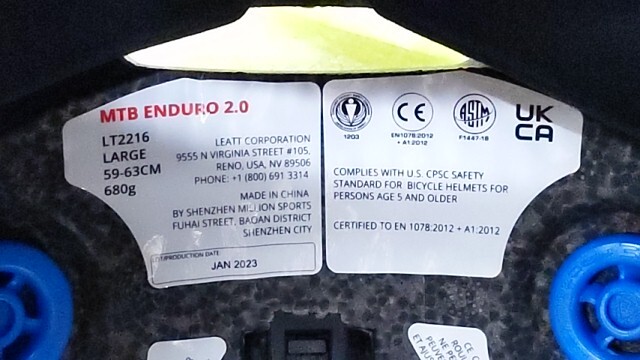 MTB ENDURO 2.0
LT2216
LARGE
59-63CM
680g
LEATT CORPORATION
9555 N VIRGINIA STREET #105,
RENO, USA, NV 89506
PHONE: +1 (800) 691 3314
MADE IN CHINA
BY SHENZHEN MILLION SPORTS
FUHAI STREET, BAOAN DISTRICT
SHENZHEN CITY
PRODUCTION DATE:
JAN 2023
1203
CE
EN1078:2012
+ A1:2012
ASTM
F1447-18
UK
CA
COMPLIES WITH U.S. CPSC SAFETY
STANDARD FOR BICYCLE HELMETS FOR
PERSONS AGE 5 AND OLDER
CERTIFIED TO EN 1078:2012 + A1:2012